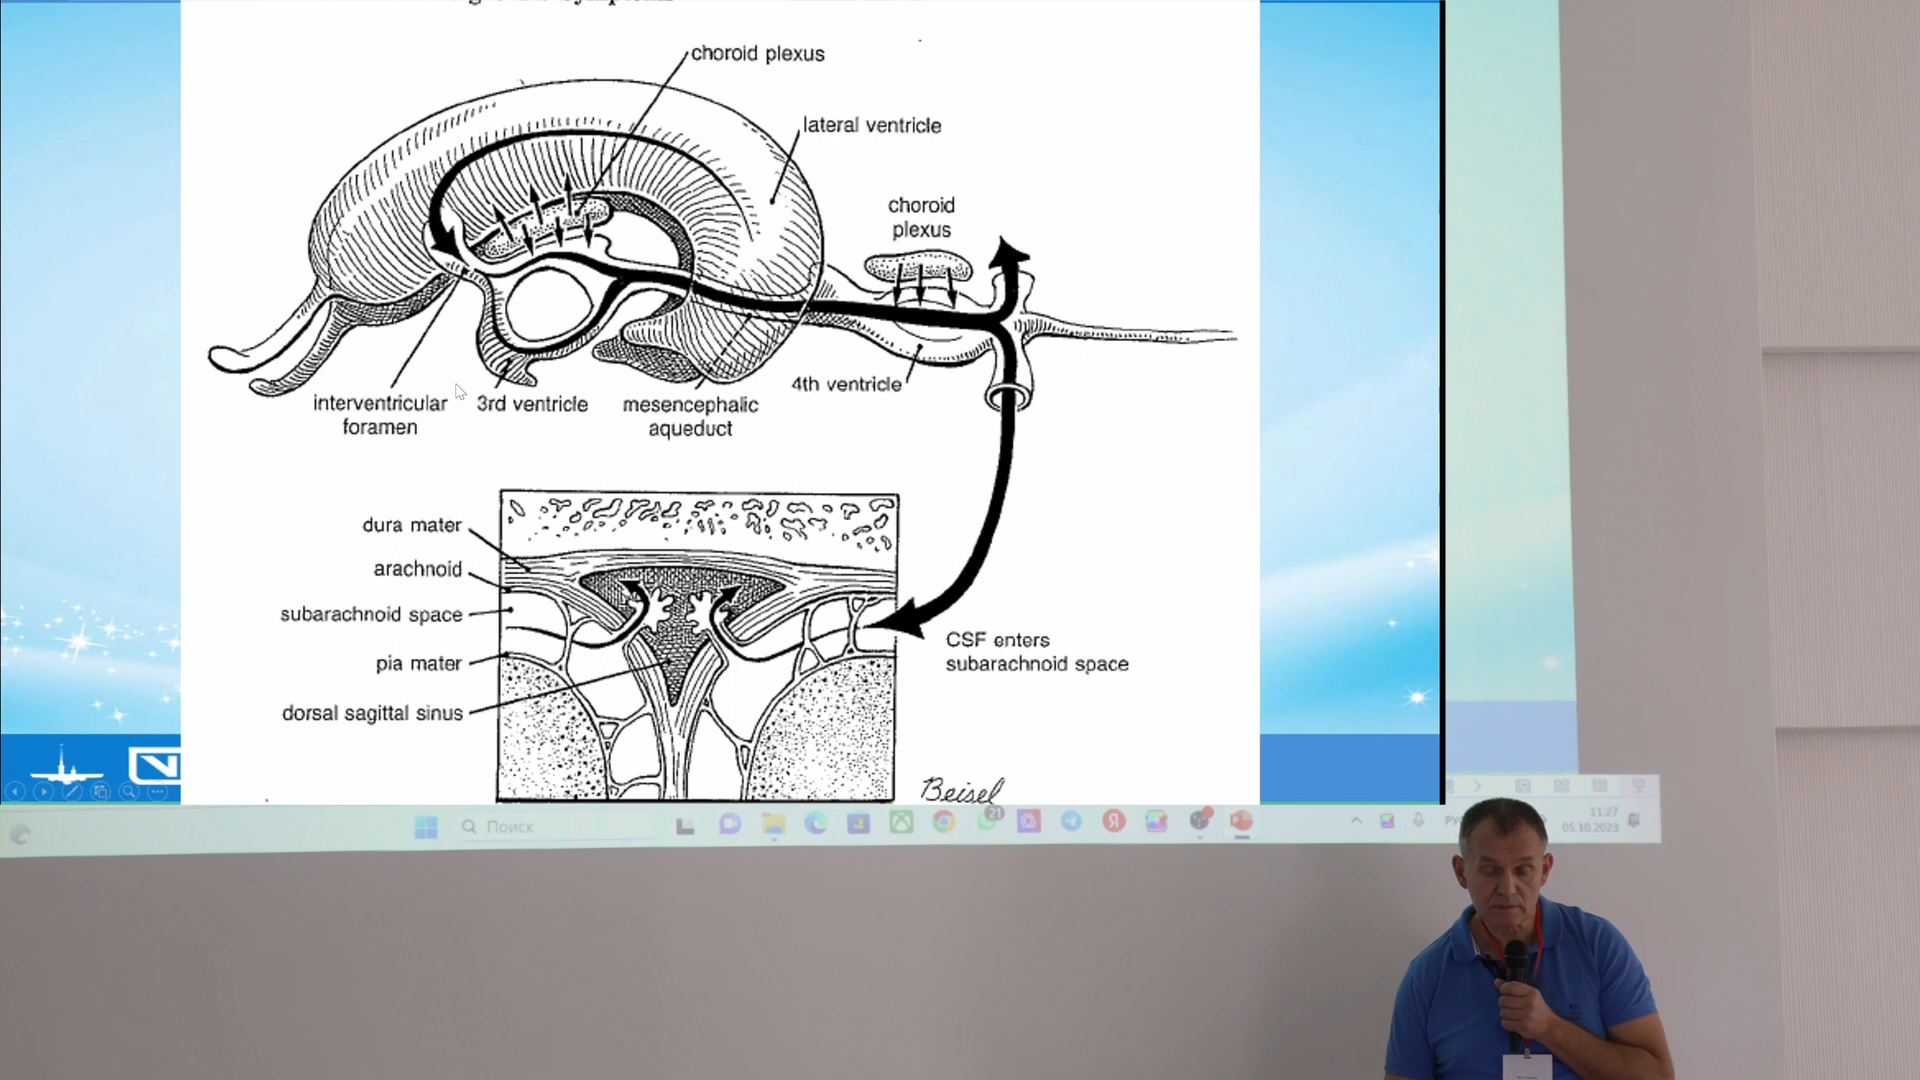 choroid plexus
lateral ventricle
choroid
plexus
4th ventricle
interventricular
foramen
3rd ventricle
mesencephalic
aqueduct
dura mater
arachnoid
subarachnoid space
pia mater
dorsal sagittal sinus
CSF enters
subarachnoid space
Beisel
Поиск
21
11:27
05.10.2023